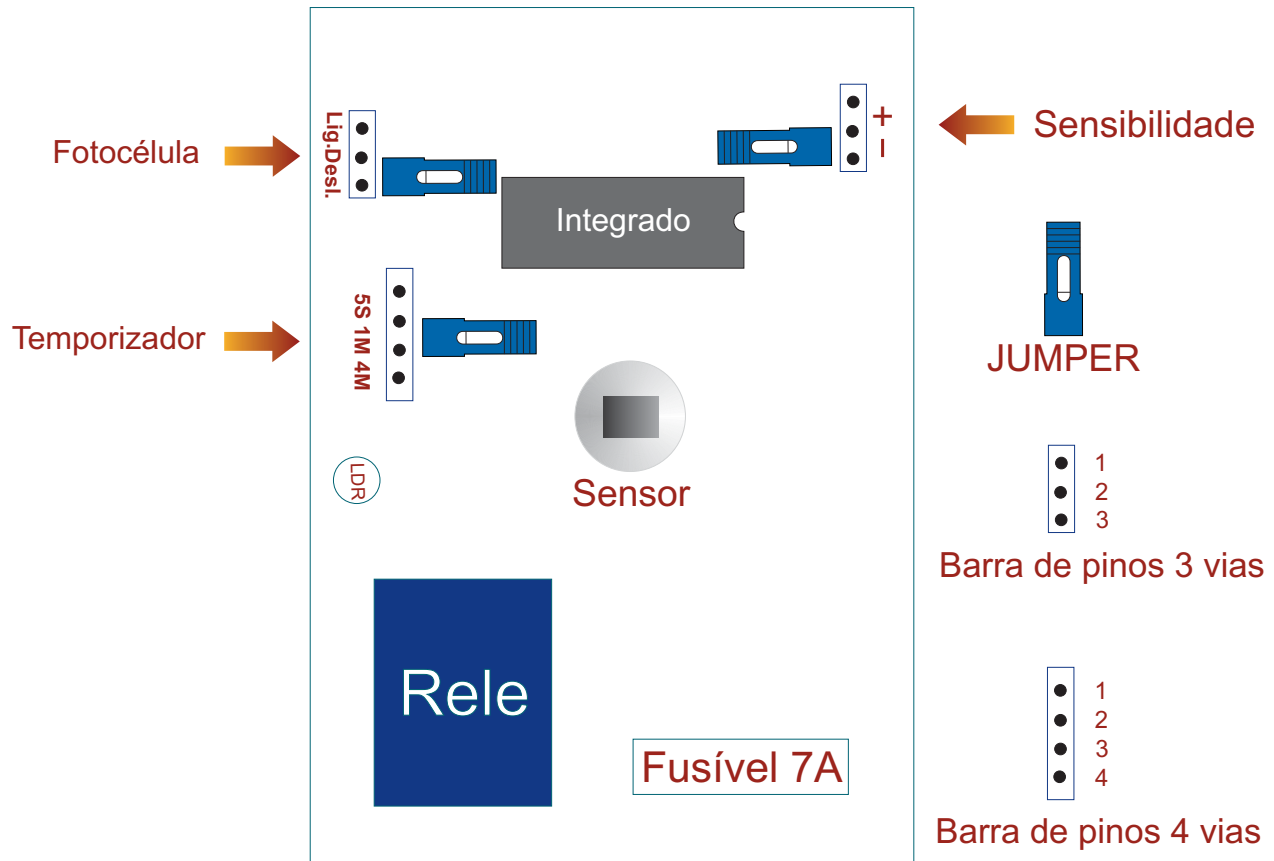 Fotocélula
Lig.Desl.
+
-
Sensibilidade
Integrado
Temporizador
5S 1M 4M
JUMPER
LDR
Sensor
1
2
3
Barra de pinos 3 vias
Rele
Fusível 7A
1
2
3
4
Barra de pinos 4 vias